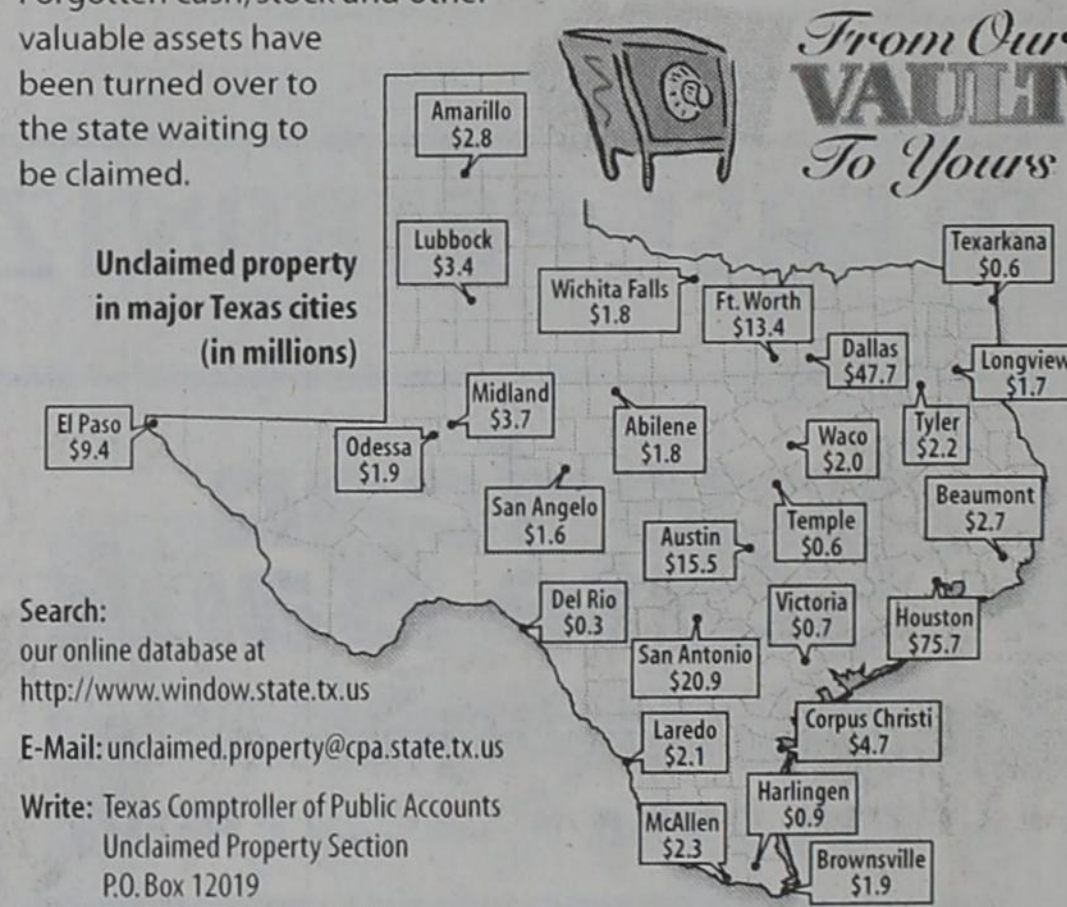 valuable assets have
been turned over to
the state waiting to
be claimed.
From Our
VAULT
To Yours
Unclaimed property
in major Texas cities
(in millions)
Amarillo
$2.8
Lubbock
$3.4
Wichita Falls
$1.8
Ft. Worth
$13.4
Texarkana
$0.6
Dallas
$47.7
Longview
$1.7
El Paso
$9.4
Odessa
$1.9
Midland
$3.7
Abilene
$1.8
Waco
$2.0
Tyler
$2.2
San Angelo
$1.6
Austin
$15.5
Temple
$0.6
Beaumont
$2.7
Del Rio
$0.3
San Antonio
$20.9
Victoria
$0.7
Houston
$75.7
Laredo
$2.1
Corpus Christi
$4.7
Harlingen
$0.9
McAllen
$2.3
Brownsville
$1.9
Search:
our online database at
http://www.window.state.tx.us
E-Mail: unclaimed.property@cpa.state.tx.us
Write: Texas Comptroller of Public Accounts
Unclaimed Property Section
P.O. Box 12019